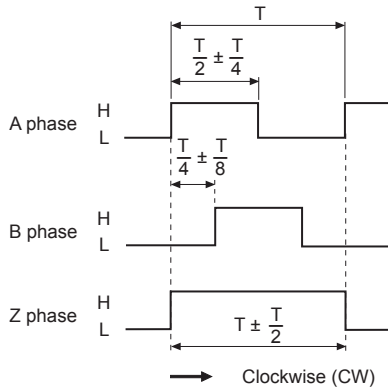 T
T/2 ± T/4
H
A phase
L
T/4 ± T/8
H
B phase
L
H
Z phase
L
T ± T/2
Clockwise (CW)